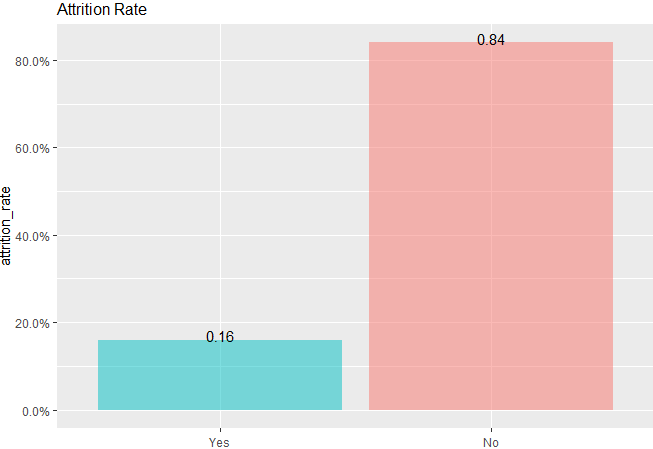 Attrition Rate
attrition_rate
80.0%
60.0%
40.0%
20.0%
0.0%
0.84
0.16
Yes
No